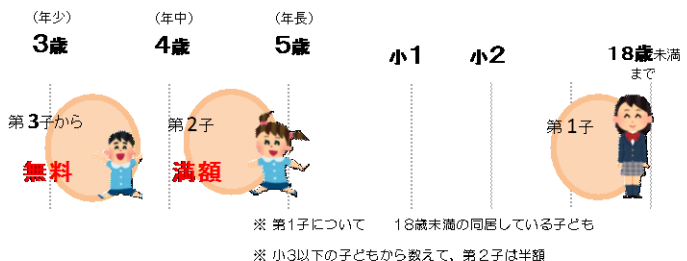 （年少） （年中） （年長）
3歳 4歳 5歳 小1 小2 18歳未満
まで
第3子から 第2子 第1子
無料 満額
※ 第1子について 18歳未満の同居している子ども
※ 小3以下の子どもから数えて、第2子は半額